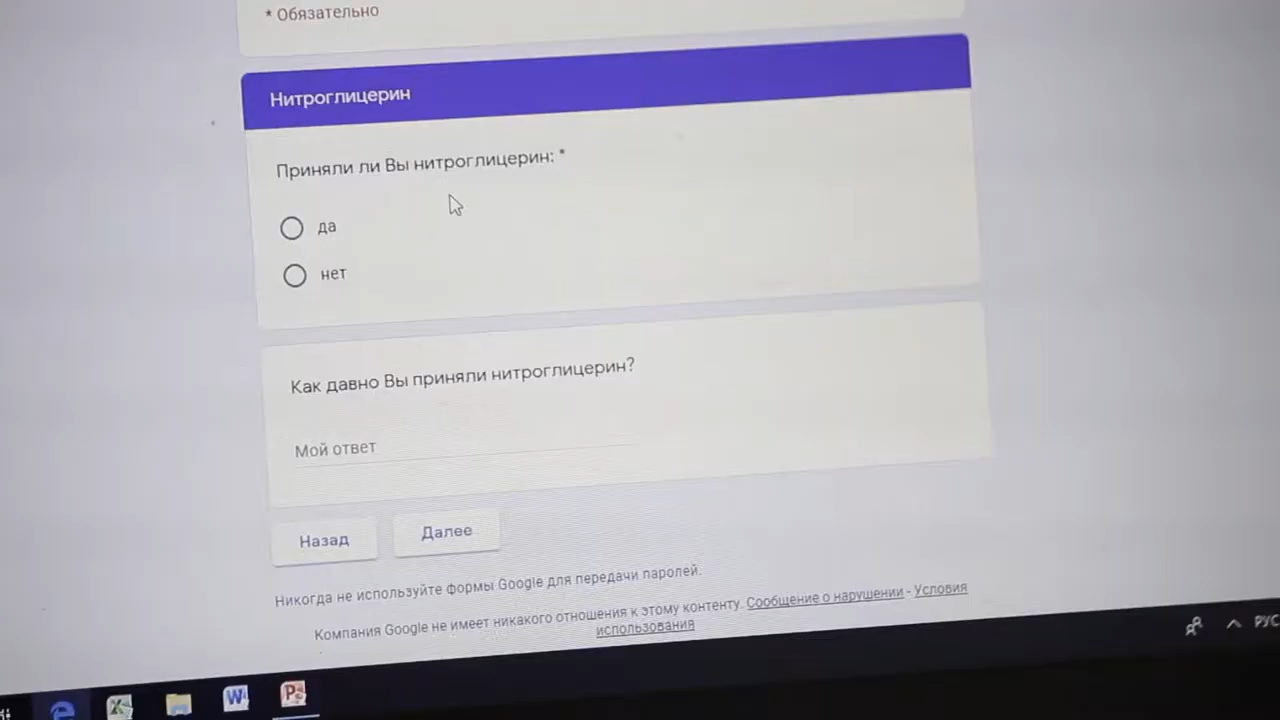 * Обязательно
Нитроглицерин
Приняли ли Вы нитроглицерин: *
да
нет
Как давно Вы приняли нитроглицерин?
Мой ответ
Назад
Далее
Никогда не используйте формы Google для передачи паролей.
Компания Google не имеет никакого отношения к этому контенту. Сообщение о нарушении - Условия
использования
РУС